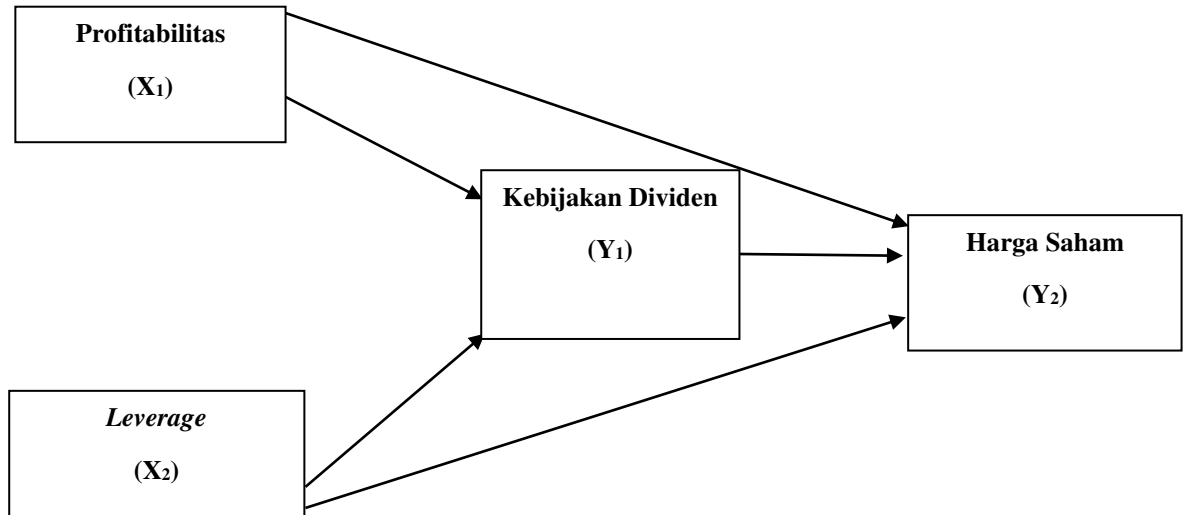 Profitabilitas
(X₁)
Kebijakan Dividen
(Y₁)
Harga Saham
(Y₂)
Leverage
(X₂)